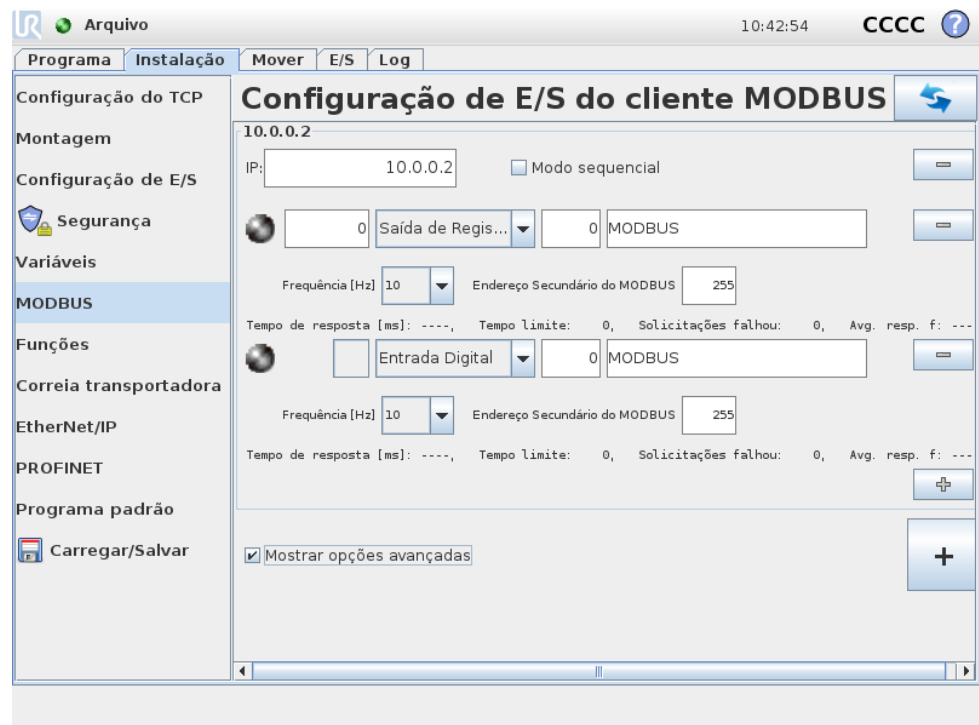 UR Arquivo 10:42:54 CCCC ?
Programa Instalação Mover E/S Log
Configuração do TCP
Montagem
Configuração de E/S
Segurança
Variáveis
MODBUS
Funções
Correia transportadora
EtherNet/IP
PROFINET
Programa padrão
Carregar/Salvar
Configuração de E/S do cliente MODBUS
10.0.0.2
IP: 10.0.0.2 Modo sequencial
0 Saída de Regis... 0 MODBUS
Frequência [Hz] 10 Endereço Secundário do MODBUS 255
Tempo de resposta [ms]: ----, Tempo limite: 0, Solicitações falhou: 0, Avg. resp. f: ---
Entrada Digital 0 MODBUS
Frequência [Hz] 10 Endereço Secundário do MODBUS 255
Tempo de resposta [ms]: ----, Tempo limite: 0, Solicitações falhou: 0, Avg. resp. f: ---
Mostrar opções avançadas